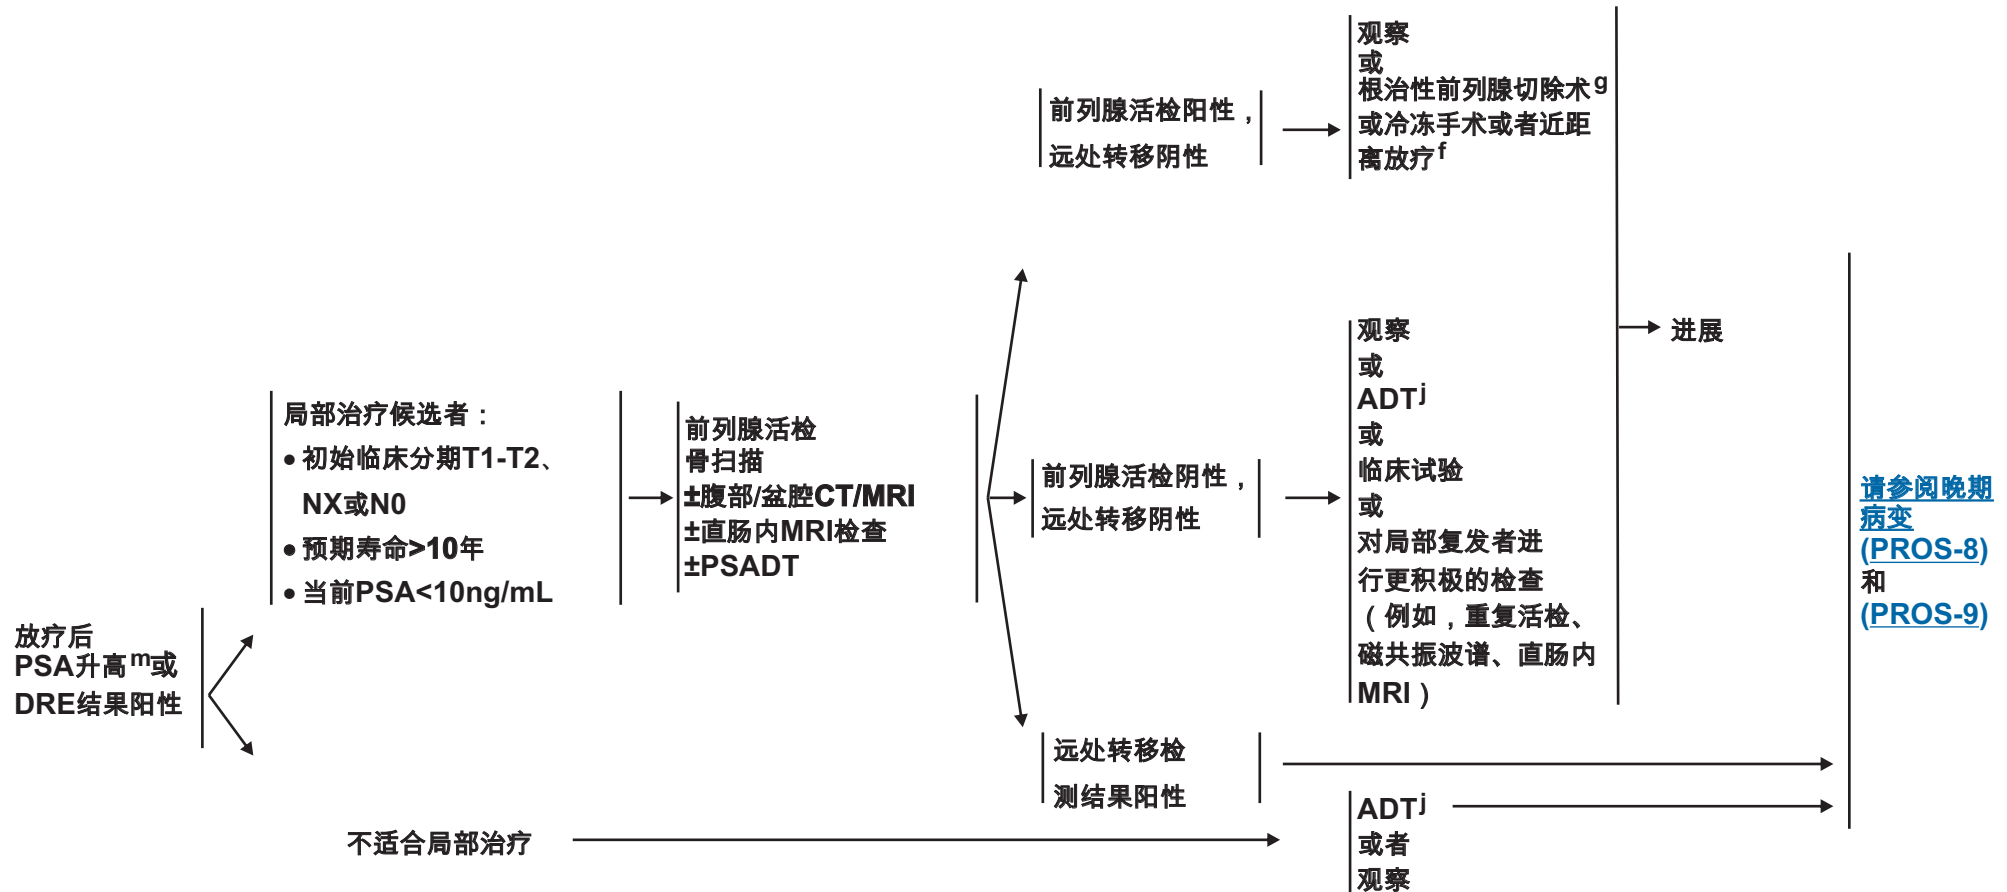 放疗后
PSA升高m或
DRE结果阳性
局部治疗候选者：
• 初始临床分期T1-T2、
NX或N0
• 预期寿命>10年
• 当前PSA<10ng/mL
不适合局部治疗
前列腺活检
骨扫描
±腹部/盆腔CT/MRI
±直肠内MRI检查
±PSADT
前列腺活检阳性，
远处转移阴性
前列腺活检阴性，
远处转移阴性
远处转移检
测结果阳性
观察
或
根治性前列腺切除术g
或冷冻手术或者近距
离放疗f
观察
或
ADTj
或
临床试验
或
对局部复发者进
行更积极的检查
（例如，重复活检、
磁共振波谱、直肠内
MRI）
ADTj
或者
观察
进展
请参阅晚期
病变
(PROS-8)
和
(PROS-9)